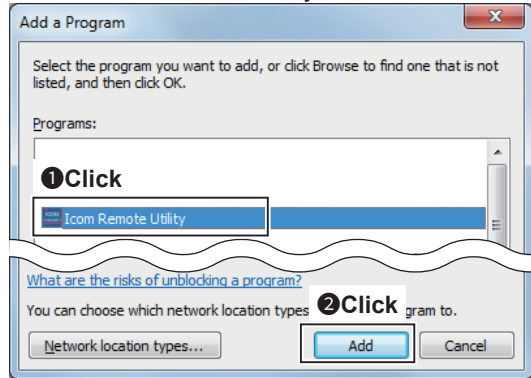 Add a Program
Select the program you want to add, or click Browse to find one that is not
listed, and then click OK.
Programs:
❶Click
Icom Remote Utility
What are the risks of unblocking a program?
❷Click
You can choose which network location types gram to.
Network location types... Add Cancel